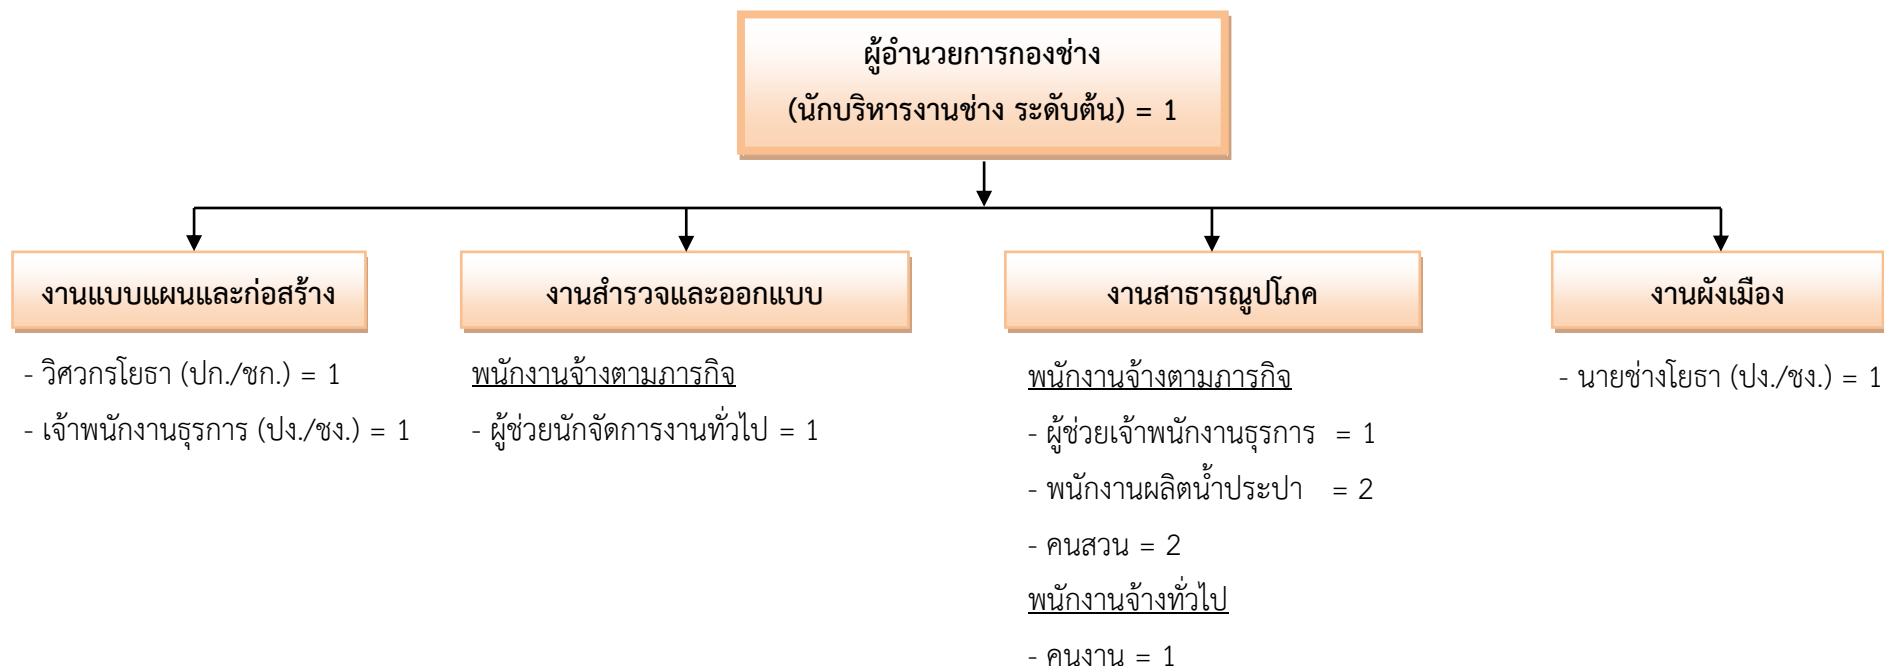 ผู้อำนวยการกองช่าง
(นักบริหารงานช่าง ระดับต้น) = 1
งานแบบแผนและก่อสร้าง
- วิศวกรโยธา (ปก./ชก.) = 1
- เจ้าพนักงานธุรการ (ปง./ชง.) = 1
งานสำรวจและออกแบบ
พนักงานจ้างตามภารกิจ
- ผู้ช่วยนักจัดการงานทั่วไป = 1
งานสาธารณูปโภค
พนักงานจ้างตามภารกิจ
- ผู้ช่วยเจ้าพนักงานธุรการ = 1
- พนักงานผลิตน้ำประปา = 2
- คนสวน = 2
พนักงานจ้างทั่วไป
- คนงาน = 1
งานผังเมือง
- นายช่างโยธา (ปง./ชง.) = 1